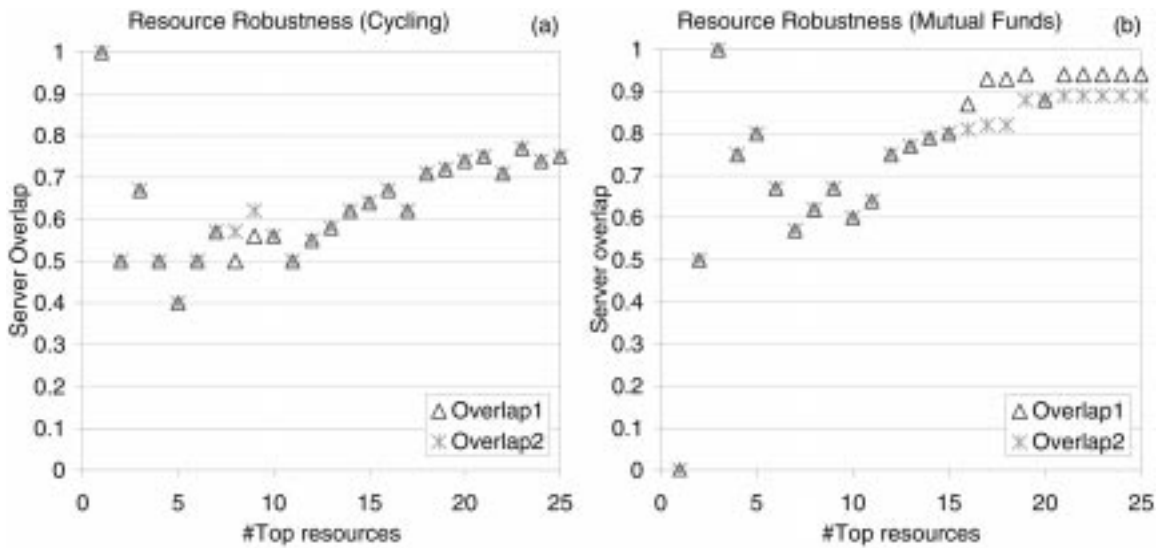 Resource Robustness (Cycling) (a)
1
0.9
0.8
0.7
0.6
0.5
0.4
0.3
0.2
0.1
0
Server Overlap
Overlap1
Overlap2
0 5 10 15 20 25
#Top resources
Resource Robustness (Mutual Funds) (b)
1
0.9
0.8
0.7
0.6
0.5
0.4
0.3
0.2
0.1
0
Server overlap
Overlap1
Overlap2
0 5 10 15 20 25
#Top resources